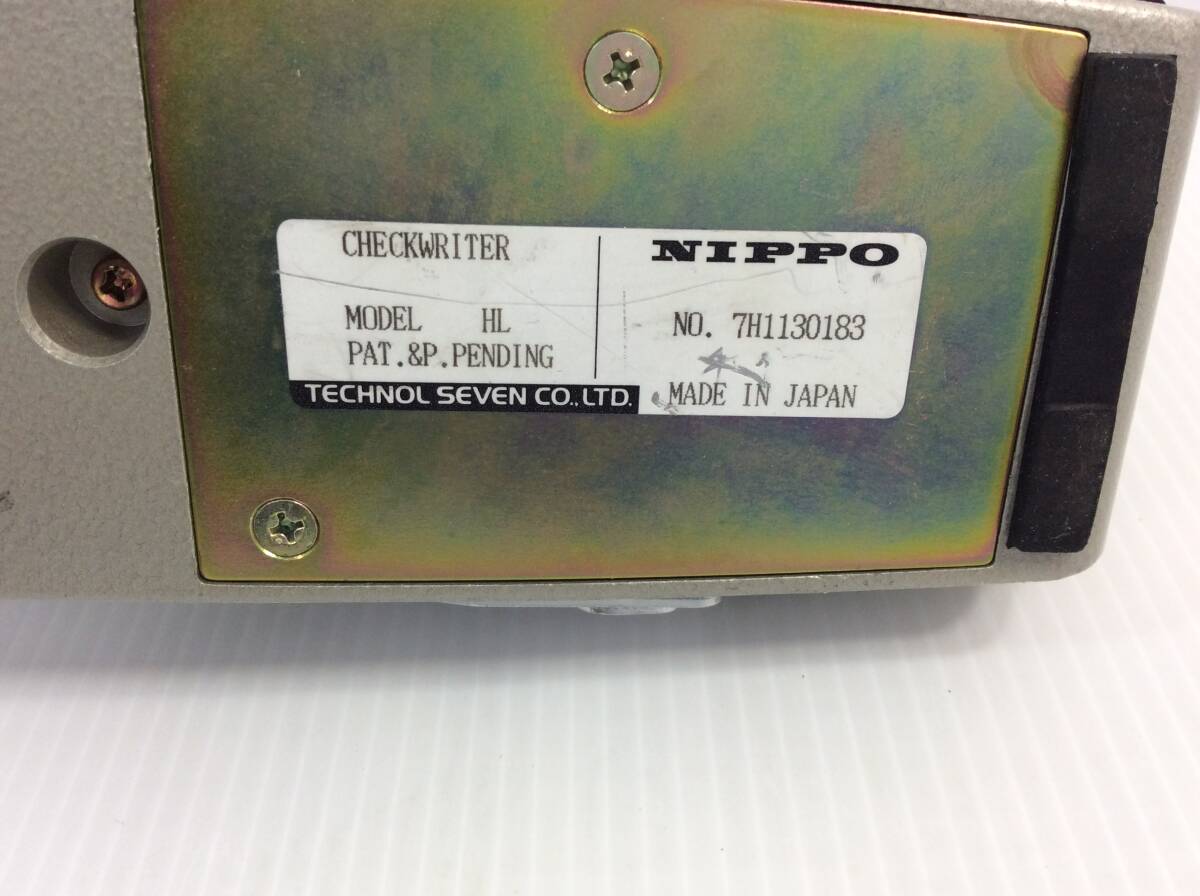 CHECKWRITER
MODEL HL
PAT.&P.PENDING
TECHNOL SEVEN CO.,LTD.
NIPPO
NO. 7H1130183
MADE IN JAPAN